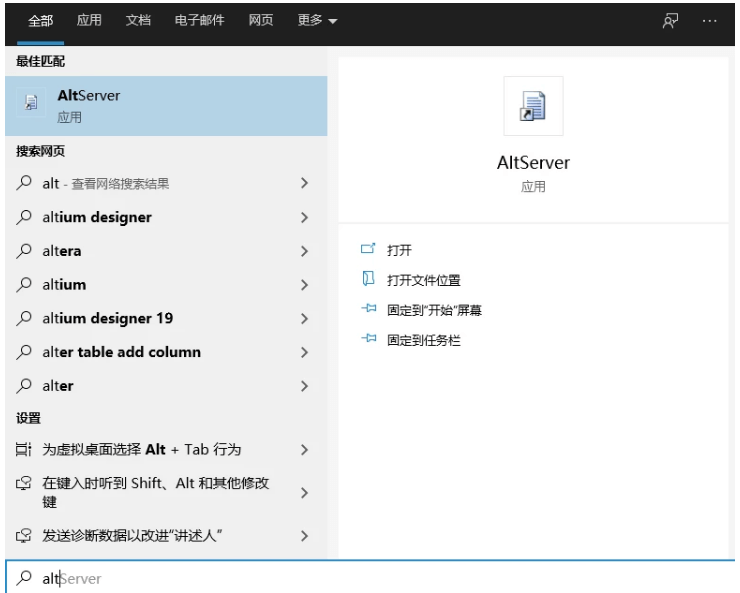 全部 应用 文档 电子邮件 网页 更多
最佳匹配
AltServer
应用
搜索网页
alt - 查看网络搜索结果
altium designer
altera
altium
altium designer 19
alter table add column
alter
设置
为虚拟桌面选择 Alt + Tab 行为
在键入时听到 Shift、Alt 和其他修改
键
发送诊断数据以改进"讲述人"
AltServer
应用
打开
打开文件位置
固定到"开始"屏幕
固定到任务栏
altServer